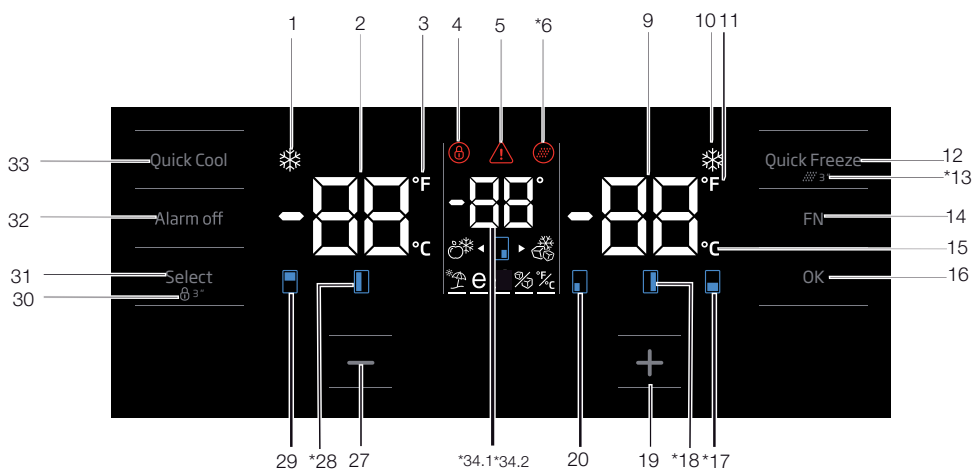 1 2 3 4 5 *6 9 10 11
33 Quick Cool Quick Freeze 12
3" *13
°F ° °F
32 Alarm off FN 14
°C °C 15
31 Select OK 16
30 3"
e °F/°C
29 *28 27 *34.1 *34.2 20 19 *18 *17